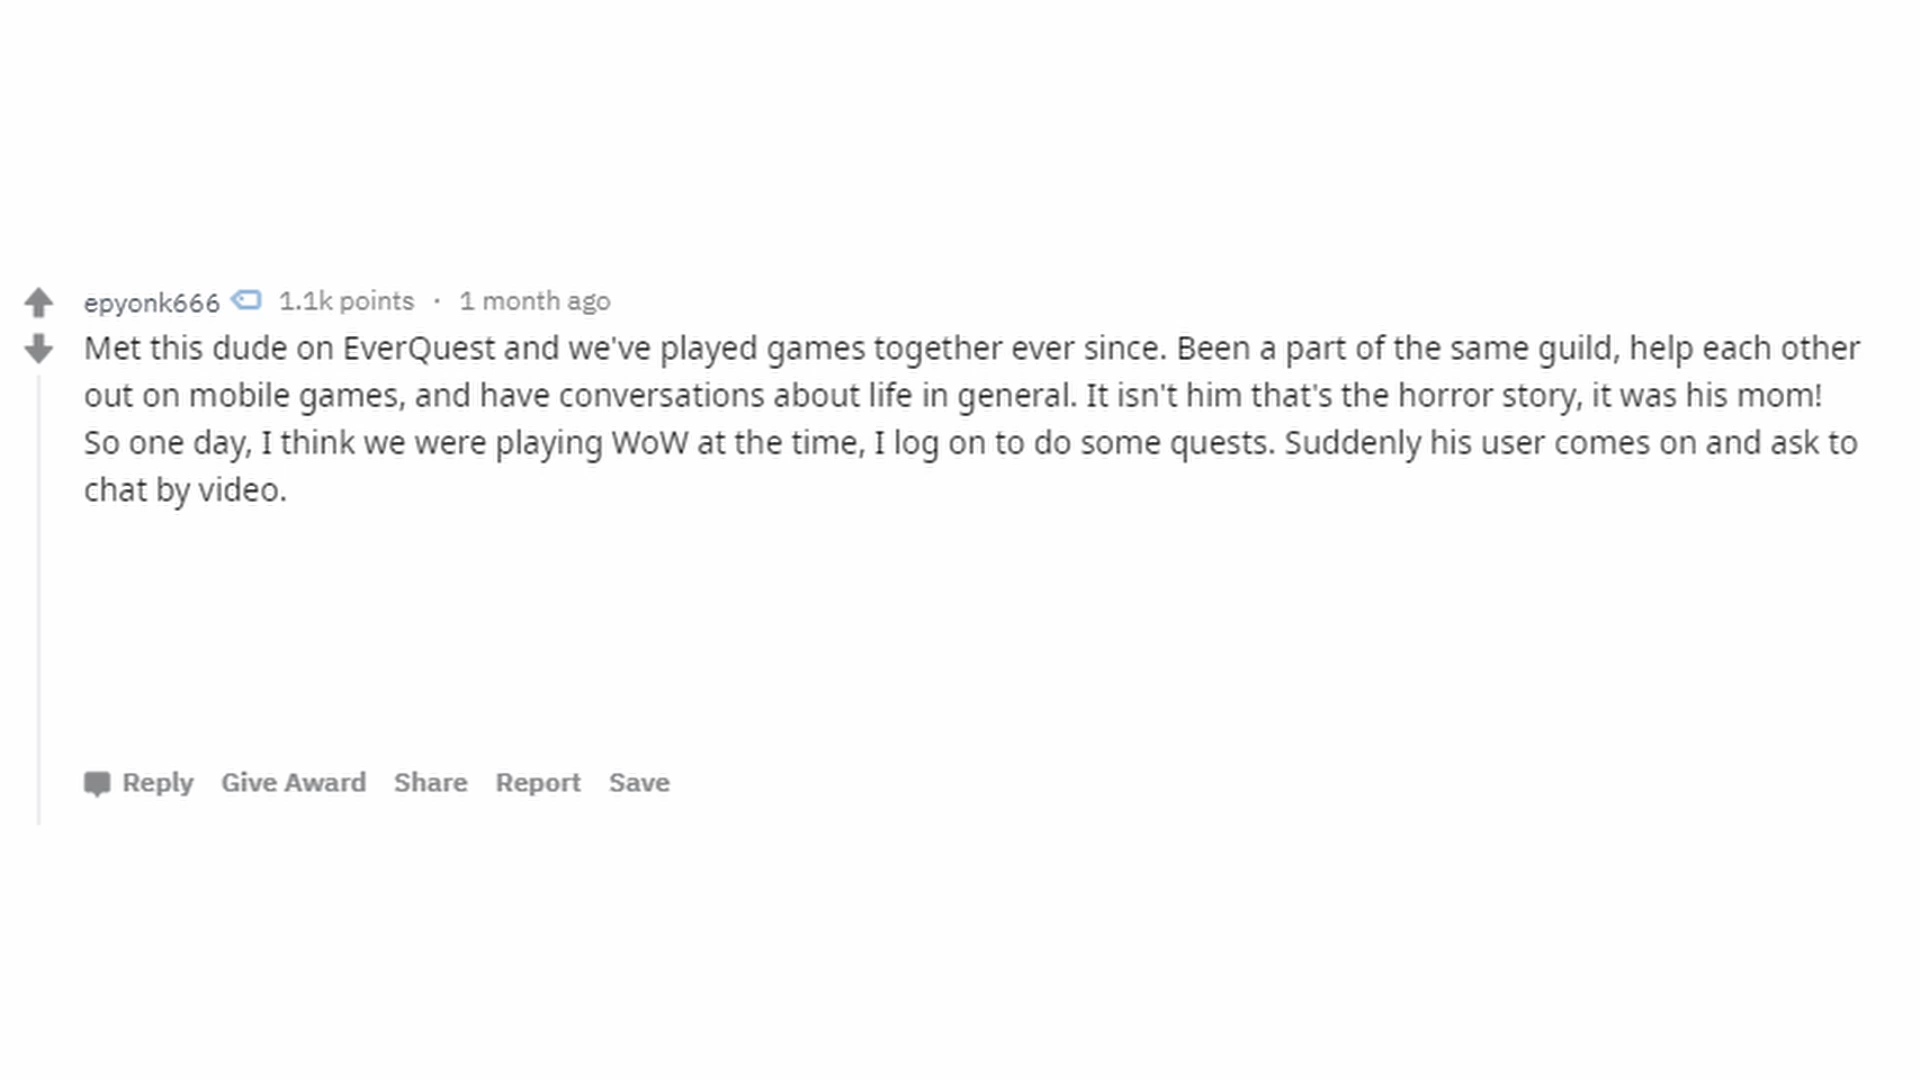 epyonk666 1.1k points · 1 month ago
Met this dude on EverQuest and we've played games together ever since. Been a part of the same guild, help each other
out on mobile games, and have conversations about life in general. It isn't him that's the horror story, it was his mom!
So one day, I think we were playing WoW at the time, I log on to do some quests. Suddenly his user comes on and ask to
chat by video.
Reply Give Award Share Report Save